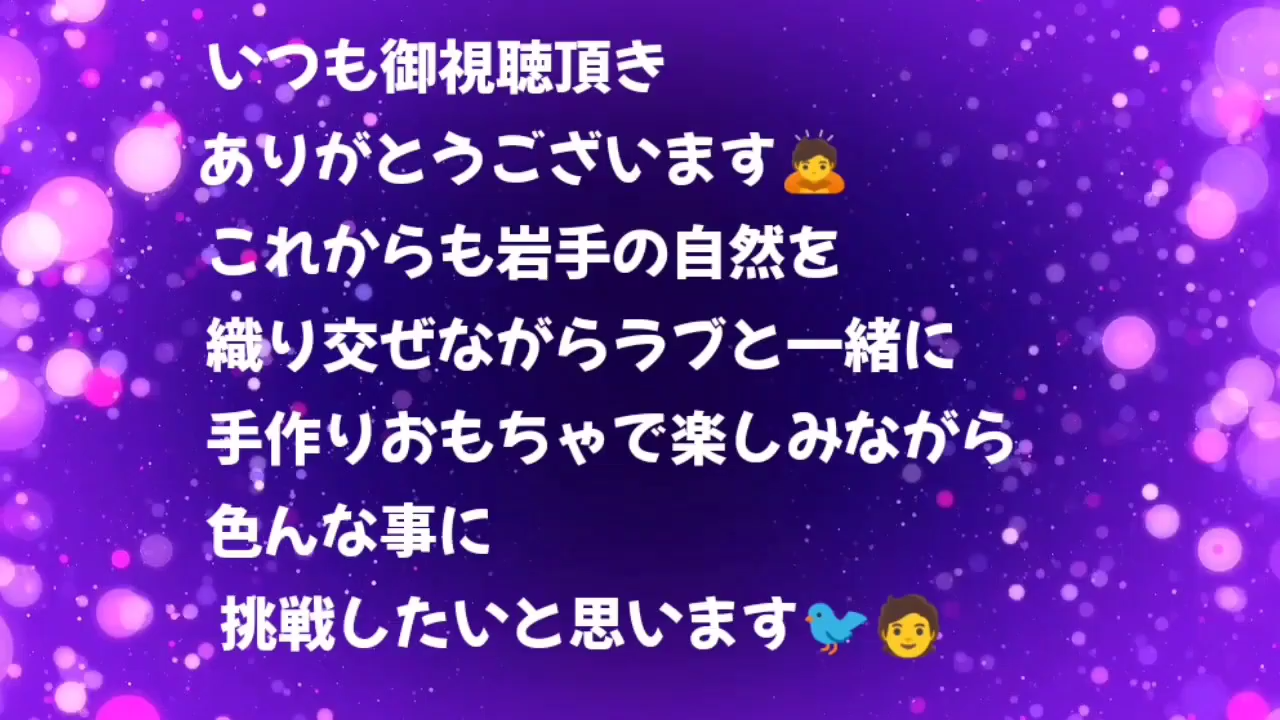 いつも御視聴頂き
ありがとうございます🙇
これからも岩手の自然を
織り交ぜながらラブと一緒に
手作りおもちゃで楽しみながら
色んな事に
挑戦したいと思います🐦🧑